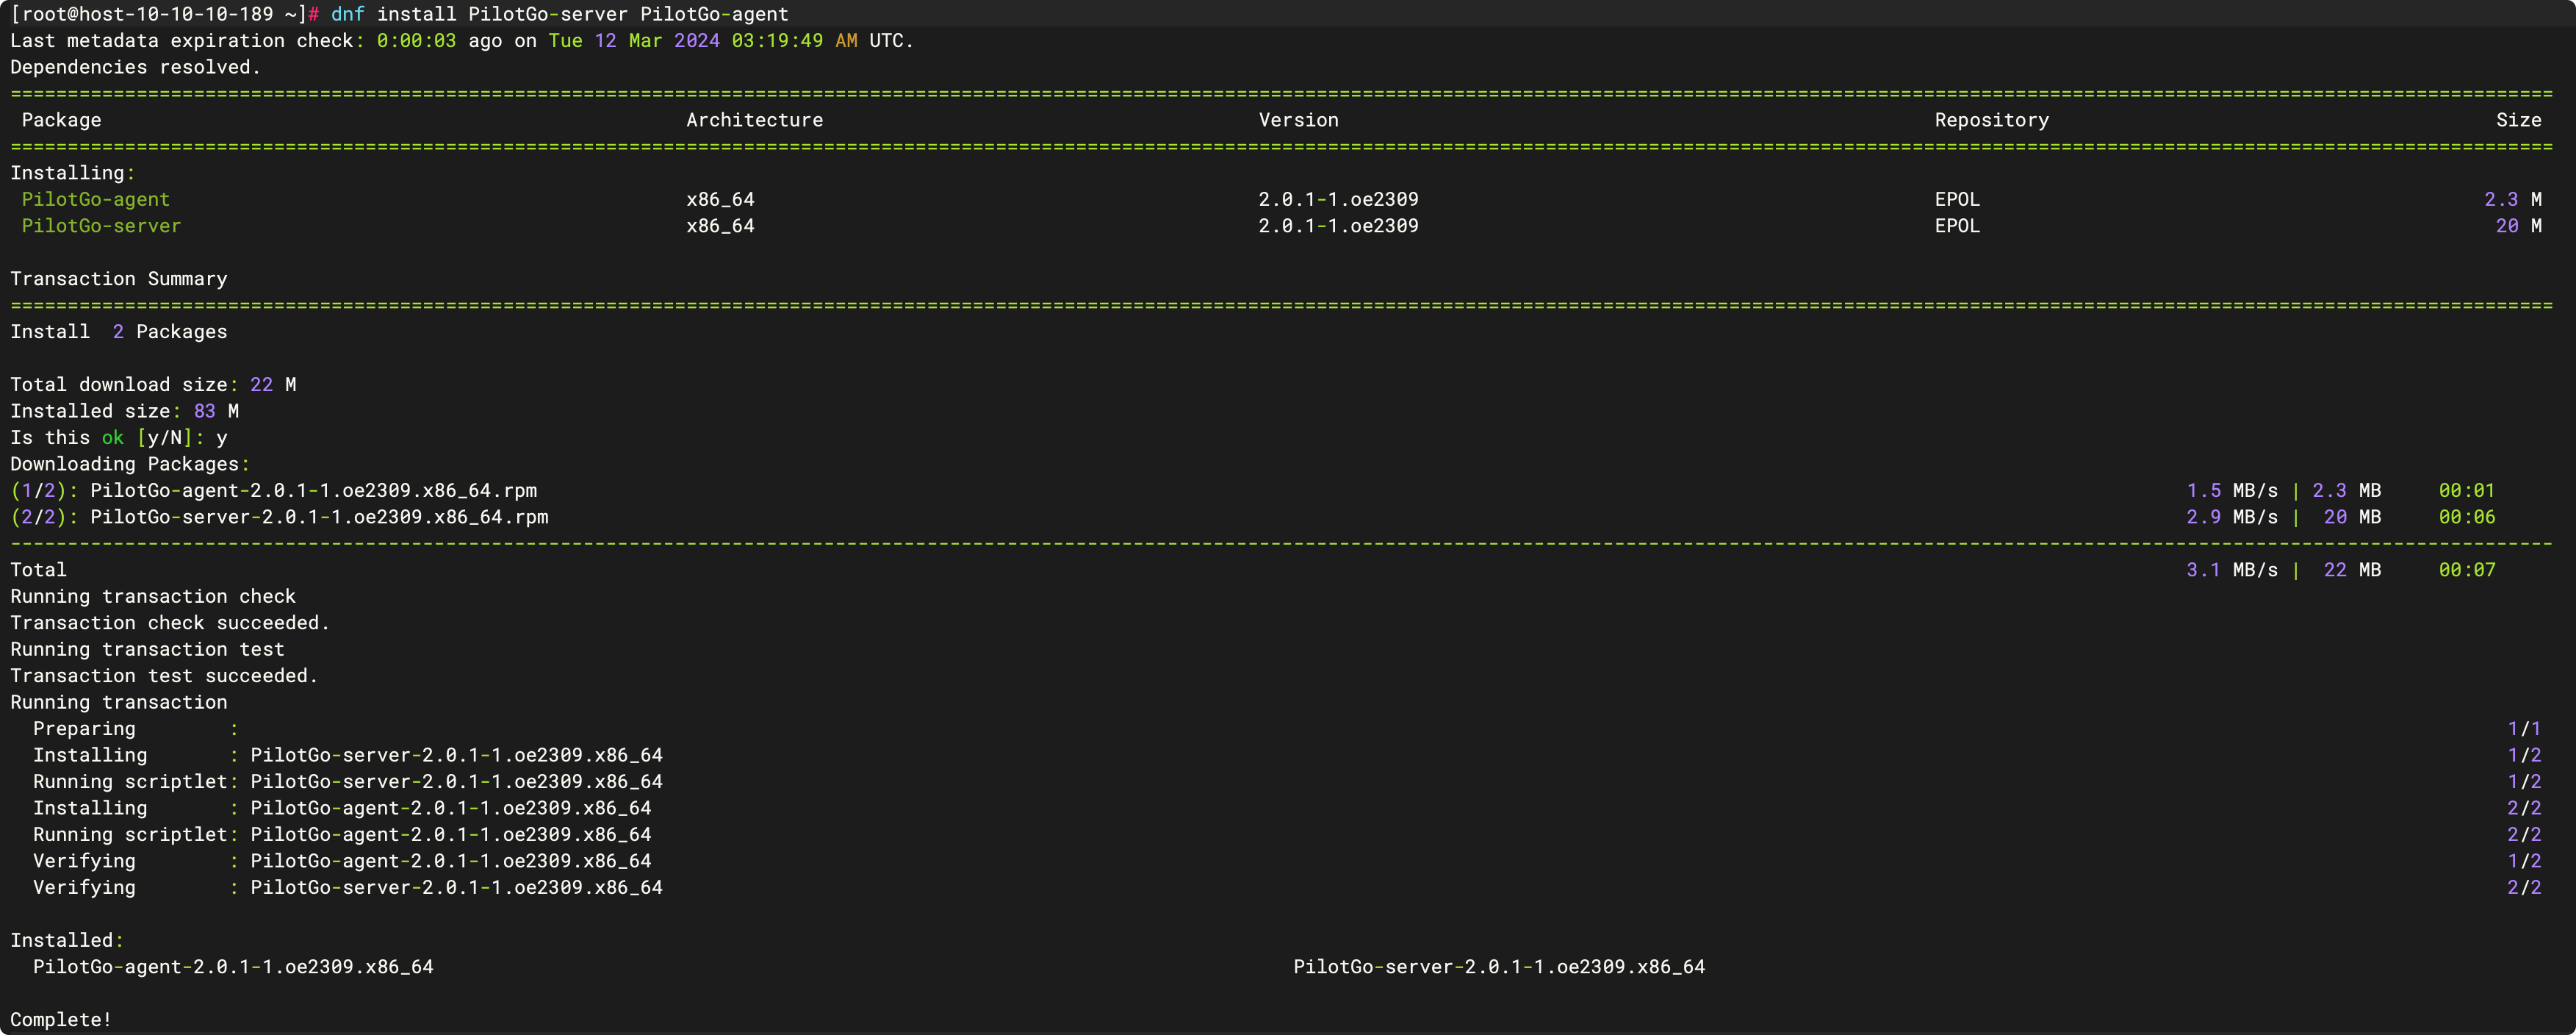 [root@host-10-10-10-189 ~]# dnf install PilotGo-server PilotGo-agent
Last metadata expiration check: 0:00:03 ago on Tue 12 Mar 2024 03:19:49 AM UTC.
Dependencies resolved.
================================================================================
Package Architecture Version Repository Size
================================================================================
Installing:
PilotGo-agent x86_64 2.0.1-1.oe2309 EPOL 2.3 M
PilotGo-server x86_64 2.0.1-1.oe2309 EPOL 20 M
Transaction Summary
================================================================================
Install 2 Packages
Total download size: 22 M
Installed size: 83 M
Is this ok [y/N]: y
Downloading Packages:
(1/2): PilotGo-agent-2.0.1-1.oe2309.x86_64.rpm 1.5 MB/s | 2.3 MB 00:01
(2/2): PilotGo-server-2.0.1-1.oe2309.x86_64.rpm 2.9 MB/s | 20 MB 00:06
--------------------------------------------------------------------------------
Total 3.1 MB/s | 22 MB 00:07
Running transaction check
Transaction check succeeded.
Running transaction test
Transaction test succeeded.
Running transaction
Preparing : 1/1
Installing : PilotGo-server-2.0.1-1.oe2309.x86_64 1/2
Running scriptlet: PilotGo-server-2.0.1-1.oe2309.x86_64 1/2
Installing : PilotGo-agent-2.0.1-1.oe2309.x86_64 2/2
Running scriptlet: PilotGo-agent-2.0.1-1.oe2309.x86_64 2/2
Verifying : PilotGo-agent-2.0.1-1.oe2309.x86_64 1/2
Verifying : PilotGo-server-2.0.1-1.oe2309.x86_64 2/2
Installed:
PilotGo-agent-2.0.1-1.oe2309.x86_64 PilotGo-server-2.0.1-1.oe2309.x86_64
Complete!